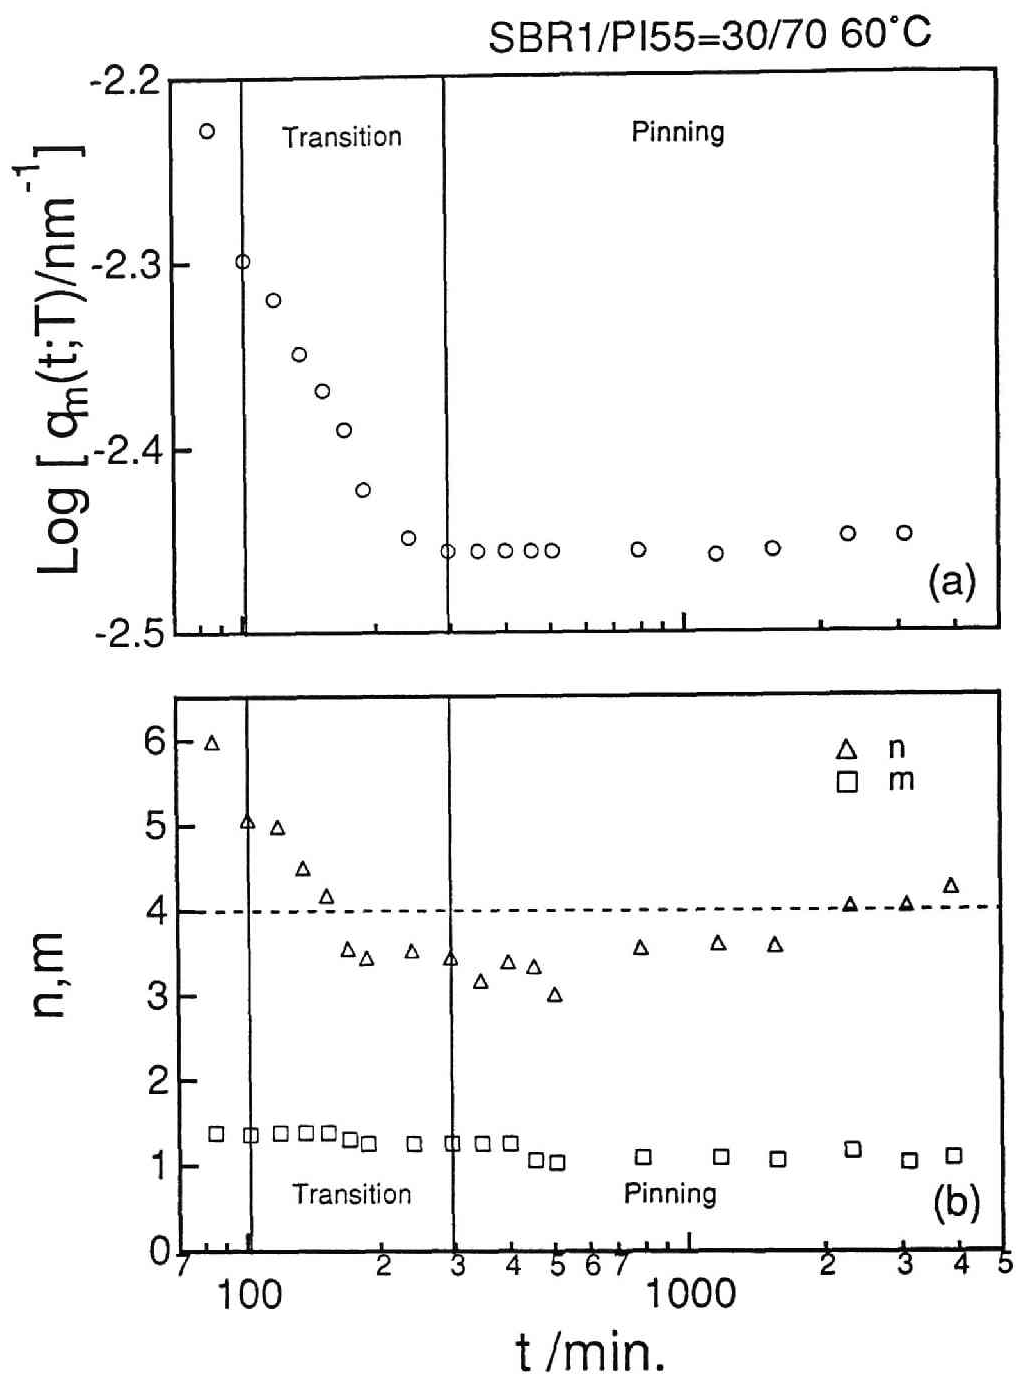 SBR1/PI55=30/70 60°C
-2.2
-2.3
-2.4
-2.5
Log [ qm(t;T)/nm-1 ]
Transition
Pinning
(a)
6
5
4
3
2
1
0
n,m
n
m
Transition
Pinning
(b)
7 2 3 4 5 6 7 2 3 4 5
100 1000
t /min.